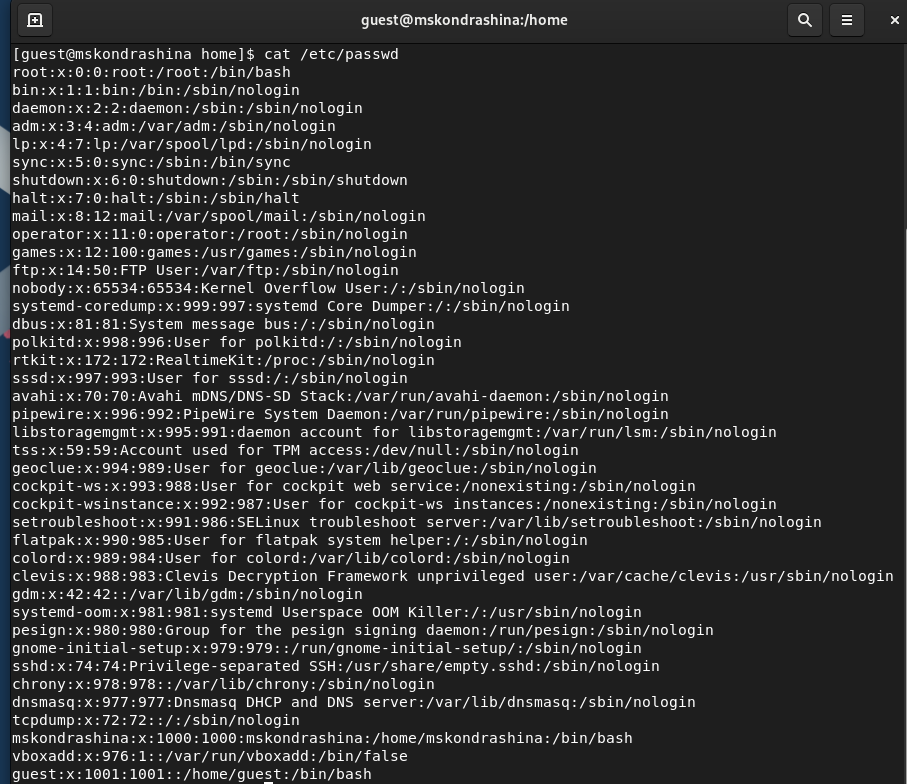 guest@mskondrashina:/home
[guest@mskondrashina home]$ cat /etc/passwd
root:x:0:0:root:/root:/bin/bash
bin:x:1:1:bin:/bin:/sbin/nologin
daemon:x:2:2:daemon:/sbin:/sbin/nologin
adm:x:3:4:adm:/var/adm:/sbin/nologin
lp:x:4:7:lp:/var/spool/lpd:/sbin/nologin
sync:x:5:0:sync:/sbin:/bin/sync
shutdown:x:6:0:shutdown:/sbin:/sbin/shutdown
halt:x:7:0:halt:/sbin:/sbin/halt
mail:x:8:12:mail:/var/spool/mail:/sbin/nologin
operator:x:11:0:operator:/root:/sbin/nologin
games:x:12:100:games:/usr/games:/sbin/nologin
ftp:x:14:50:FTP User:/var/ftp:/sbin/nologin
nobody:x:65534:65534:Kernel Overflow User:/:/sbin/nologin
systemd-coredump:x:999:997:systemd Core Dumper:/:/sbin/nologin
dbus:x:81:81:System message bus:/:/sbin/nologin
polkitd:x:998:996:User for polkitd:/:/sbin/nologin
rtkit:x:172:172:RealtimeKit:/proc:/sbin/nologin
sssd:x:997:993:User for sssd:/:/sbin/nologin
avahi:x:70:70:Avahi mDNS/DNS-SD Stack:/var/run/avahi-daemon:/sbin/nologin
pipewire:x:996:992:PipeWire System Daemon:/var/run/pipewire:/sbin/nologin
libstoragemgmt:x:995:991:daemon account for libstoragemgmt:/var/run/lsm:/sbin/nologin
tss:x:59:59:Account used for TPM access:/dev/null:/sbin/nologin
geoclue:x:994:989:User for geoclue:/var/lib/geoclue:/sbin/nologin
cockpit-ws:x:993:988:User for cockpit web service:/nonexisting:/sbin/nologin
cockpit-wsinstance:x:992:987:User for cockpit-ws instances:/nonexisting:/sbin/nologin
setroubleshoot:x:991:986:SELinux troubleshoot server:/var/lib/setroubleshoot:/sbin/nologin
flatpak:x:990:985:User for flatpak system helper:/:/sbin/nologin
colord:x:989:984:User for colord:/var/lib/colord:/sbin/nologin
clevis:x:988:983:Clevis Decryption Framework unprivileged user:/var/cache/clevis:/usr/sbin/nologin
gdm:x:42:42::/var/lib/gdm:/sbin/nologin
systemd-oom:x:981:981:systemd Userspace OOM Killer:/:/usr/sbin/nologin
pesign:x:980:980:Group for the pesign signing daemon:/run/pesign:/sbin/nologin
gnome-initial-setup:x:979:979::/run/gnome-initial-setup/:/sbin/nologin
sshd:x:74:74:Privilege-separated SSH:/usr/share/empty.sshd:/sbin/nologin
chrony:x:978:978::/var/lib/chrony:/sbin/nologin
dnsmasq:x:977:977:Dnsmasq DHCP and DNS server:/var/lib/dnsmasq:/sbin/nologin
tcpdump:x:72:72::/:/sbin/nologin
mskondrashina:x:1000:1000:mskondrashina:/home/mskondrashina:/bin/bash
vboxadd:x:976:1::/var/run/vboxadd:/bin/false
guest:x:1001:1001::/home/guest:/bin/bash